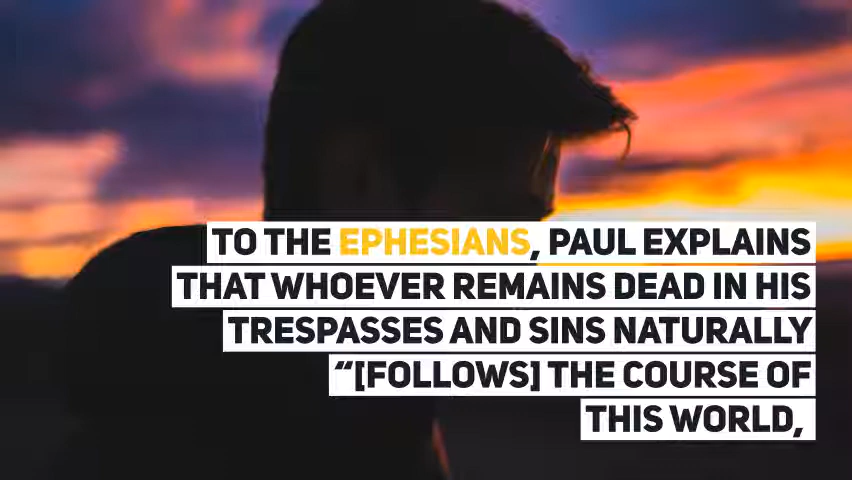 TO THE EPHESIANS, PAUL EXPLAINS
THAT WHOEVER REMAINS DEAD IN HIS
TRESPASSES AND SINS NATURALLY
“[FOLLOWS] THE COURSE OF
THIS WORLD,